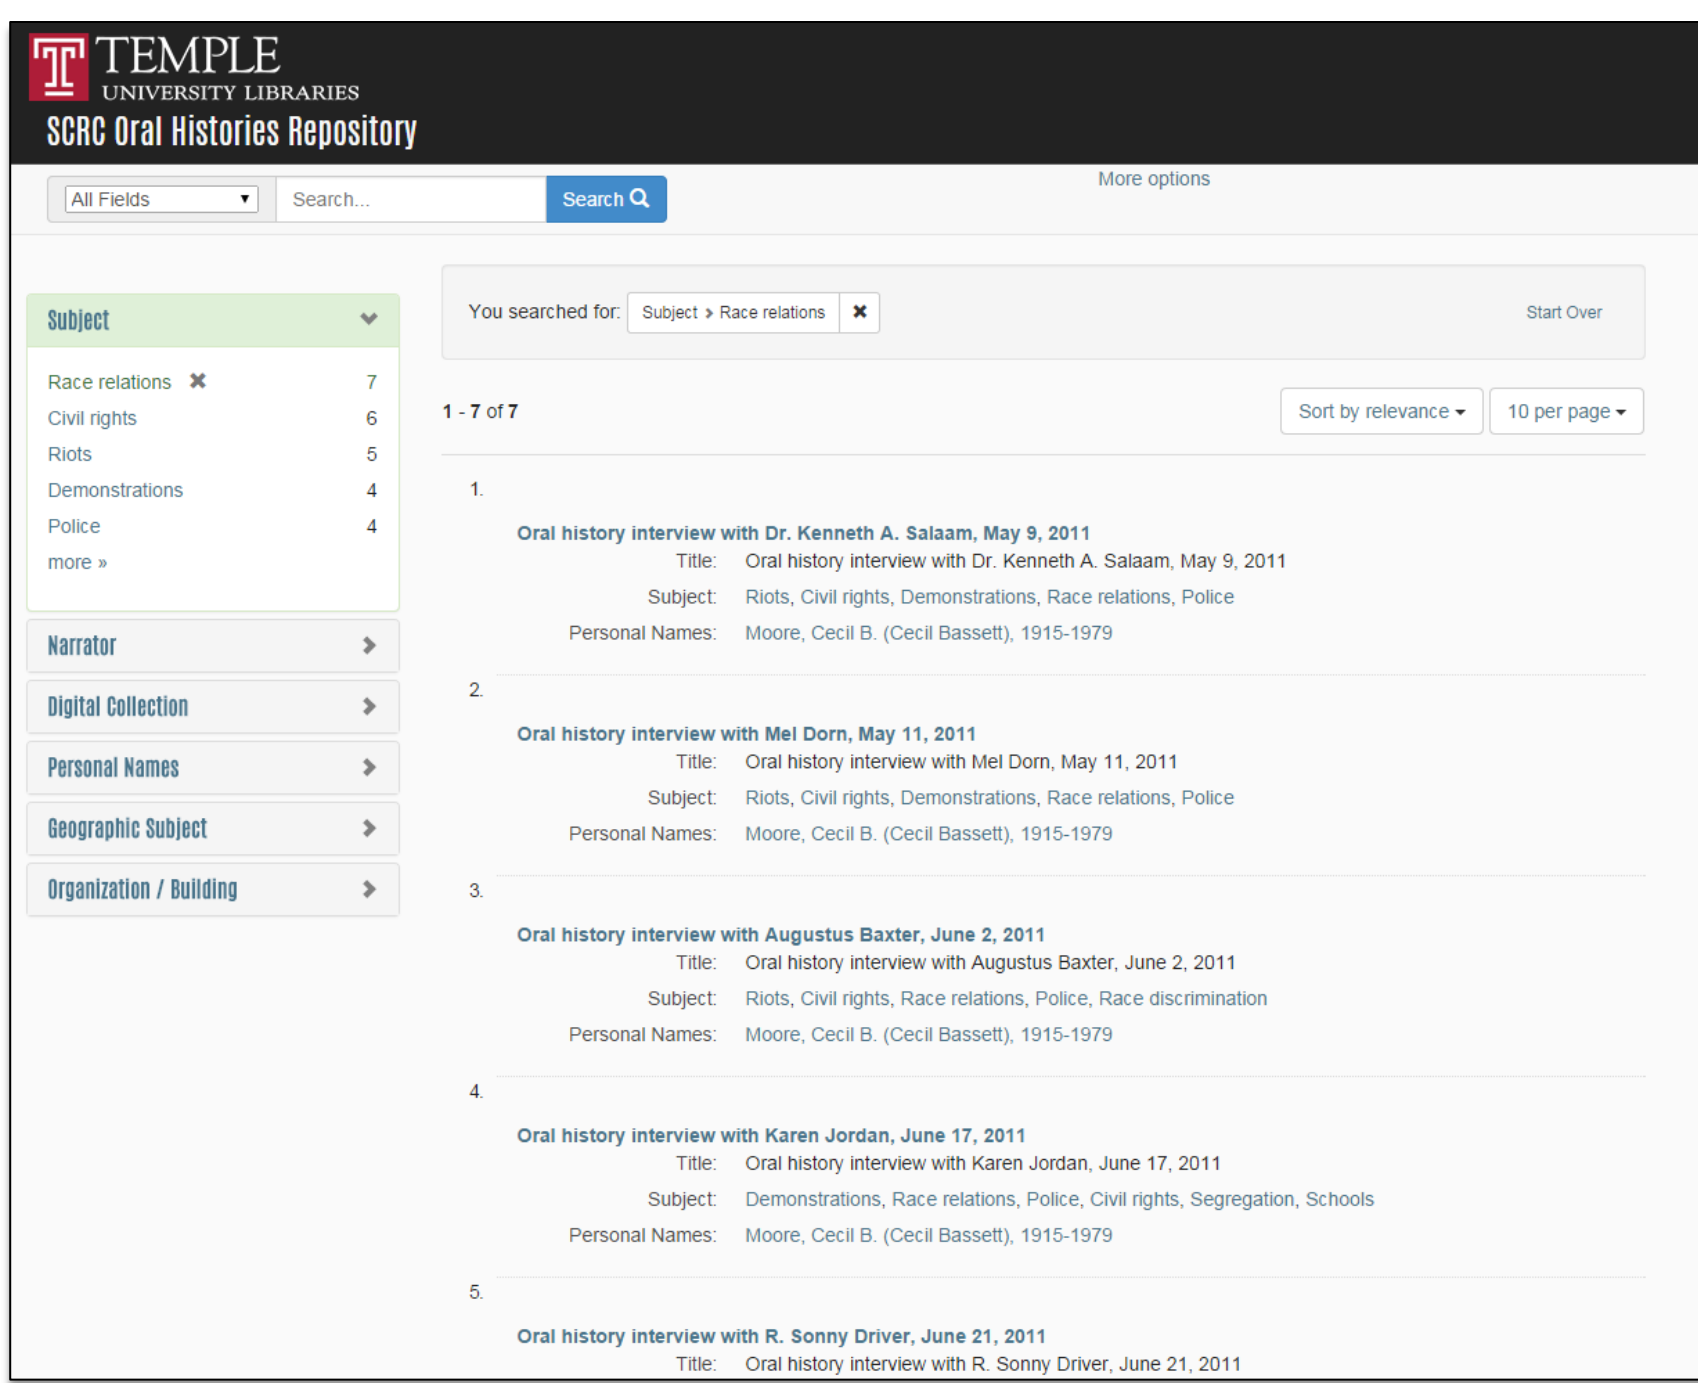 TEMPLE
UNIVERSITY LIBRARIES
SCRC Oral Histories Repository
All Fields Search... Search More options
Subject
Race relations 7
Civil rights 6
Riots 5
Demonstrations 4
Police 4
more »
Narrator
Digital Collection
Personal Names
Geographic Subject
Organization / Building
You searched for: Subject Race relations Start Over
1 - 7 of 7 Sort by relevance 10 per page
1.
Oral history interview with Dr. Kenneth A. Salaam, May 9, 2011
Title: Oral history interview with Dr. Kenneth A. Salaam, May 9, 2011
Subject: Riots, Civil rights, Demonstrations, Race relations, Police
Personal Names: Moore, Cecil B. (Cecil Bassett), 1915-1979
2.
Oral history interview with Mel Dorn, May 11, 2011
Title: Oral history interview with Mel Dorn, May 11, 2011
Subject: Riots, Civil rights, Demonstrations, Race relations, Police
Personal Names: Moore, Cecil B. (Cecil Bassett), 1915-1979
3.
Oral history interview with Augustus Baxter, June 2, 2011
Title: Oral history interview with Augustus Baxter, June 2, 2011
Subject: Riots, Civil rights, Race relations, Police, Race discrimination
Personal Names: Moore, Cecil B. (Cecil Bassett), 1915-1979
4.
Oral history interview with Karen Jordan, June 17, 2011
Title: Oral history interview with Karen Jordan, June 17, 2011
Subject: Demonstrations, Race relations, Police, Civil rights, Segregation, Schools
Personal Names: Moore, Cecil B. (Cecil Bassett), 1915-1979
5.
Oral history interview with R. Sonny Driver, June 21, 2011
Title: Oral history interview with R. Sonny Driver, June 21, 2011